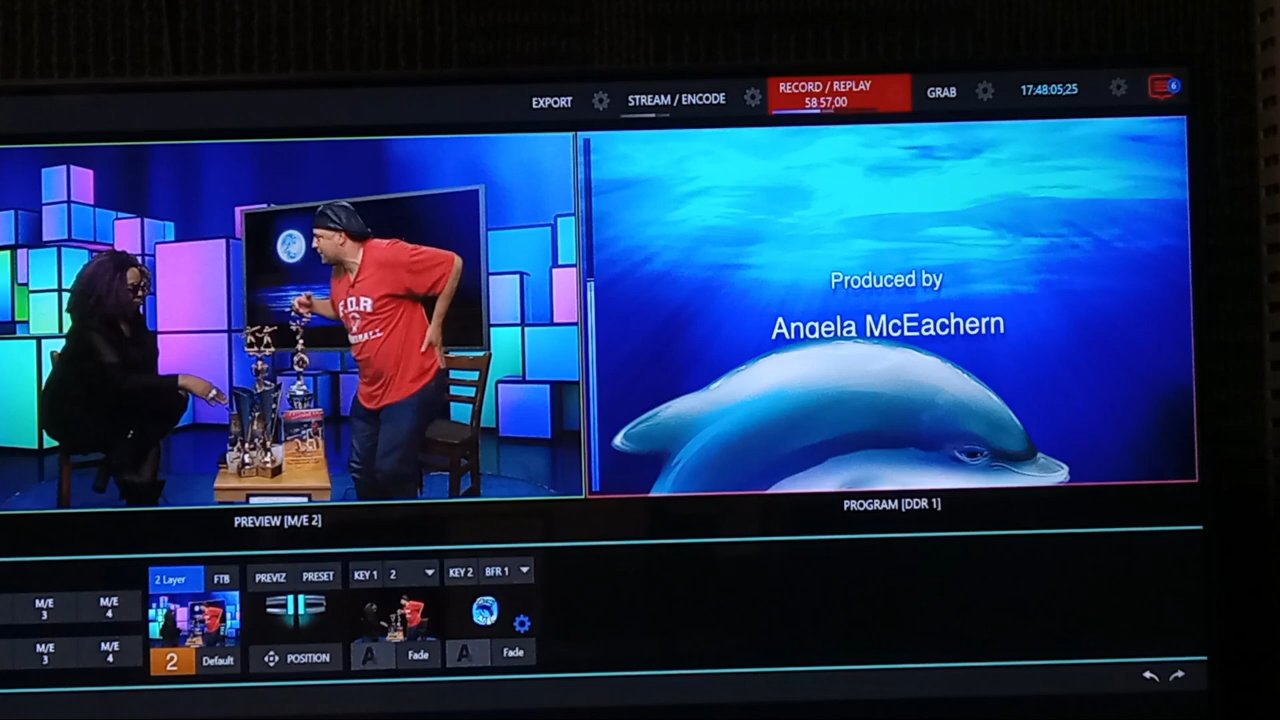 EXPORT
STREAM / ENCODE
RECORD / REPLAY
58:57,00
GRAB
17:48:05;25
6
Produced by
Angela McEachern
PREVIEW [M/E 2]
PROGRAM [DDR 1]
2 Layer
FTB
PREVIZ
PRESET
KEY 1
2
KEY 2
BFR 1
M/E
3
M/E
4
M/E
3
M/E
4
2
Default
POSITION
A
Fade
A
Fade